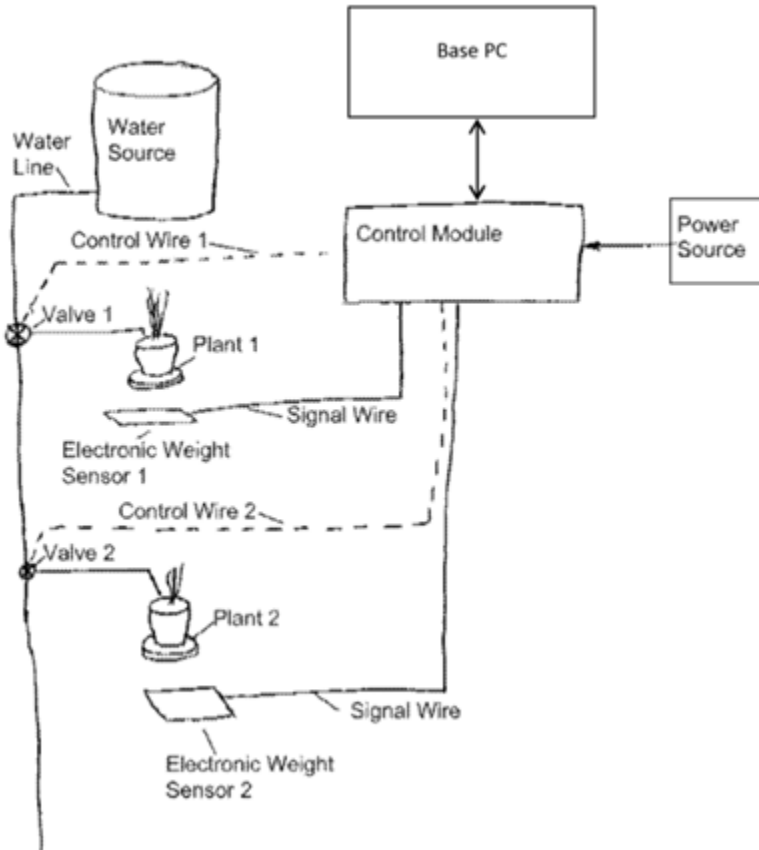 Base PC
Water
Source
Water
Line
Control Wire 1
Control Module
Power
Source
Valve 1
Plant 1
Signal Wire
Electronic Weight
Sensor 1
Control Wire 2
Valve 2
Plant 2
Signal Wire
Electronic Weight
Sensor 2